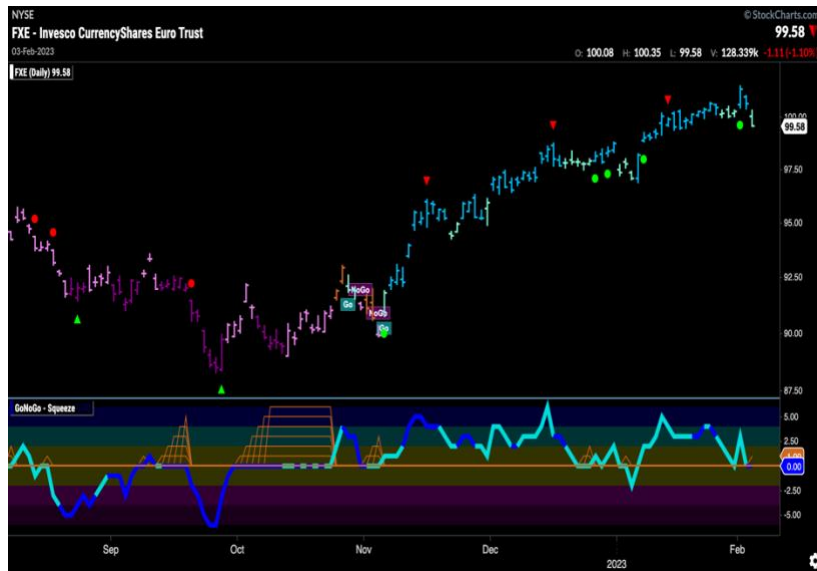 NYSE
© StockCharts.com
FXE - Invesco CurrencyShares Euro Trust
99.58
03-Feb-2023
O: 100.08 H: 100.35 L: 99.58 V: 128.339k -1.11 (-1.10%)
FXE (Daily) 99.58
100.00
99.58
97.50
95.00
92.50
90.00
87.50
NoGo
Go
NoGo
Go
GoNoGo - Squeeze
5.00
2.50
1.00
0.00
-2.50
-5.00
Sep Oct Nov Dec 2023 Feb